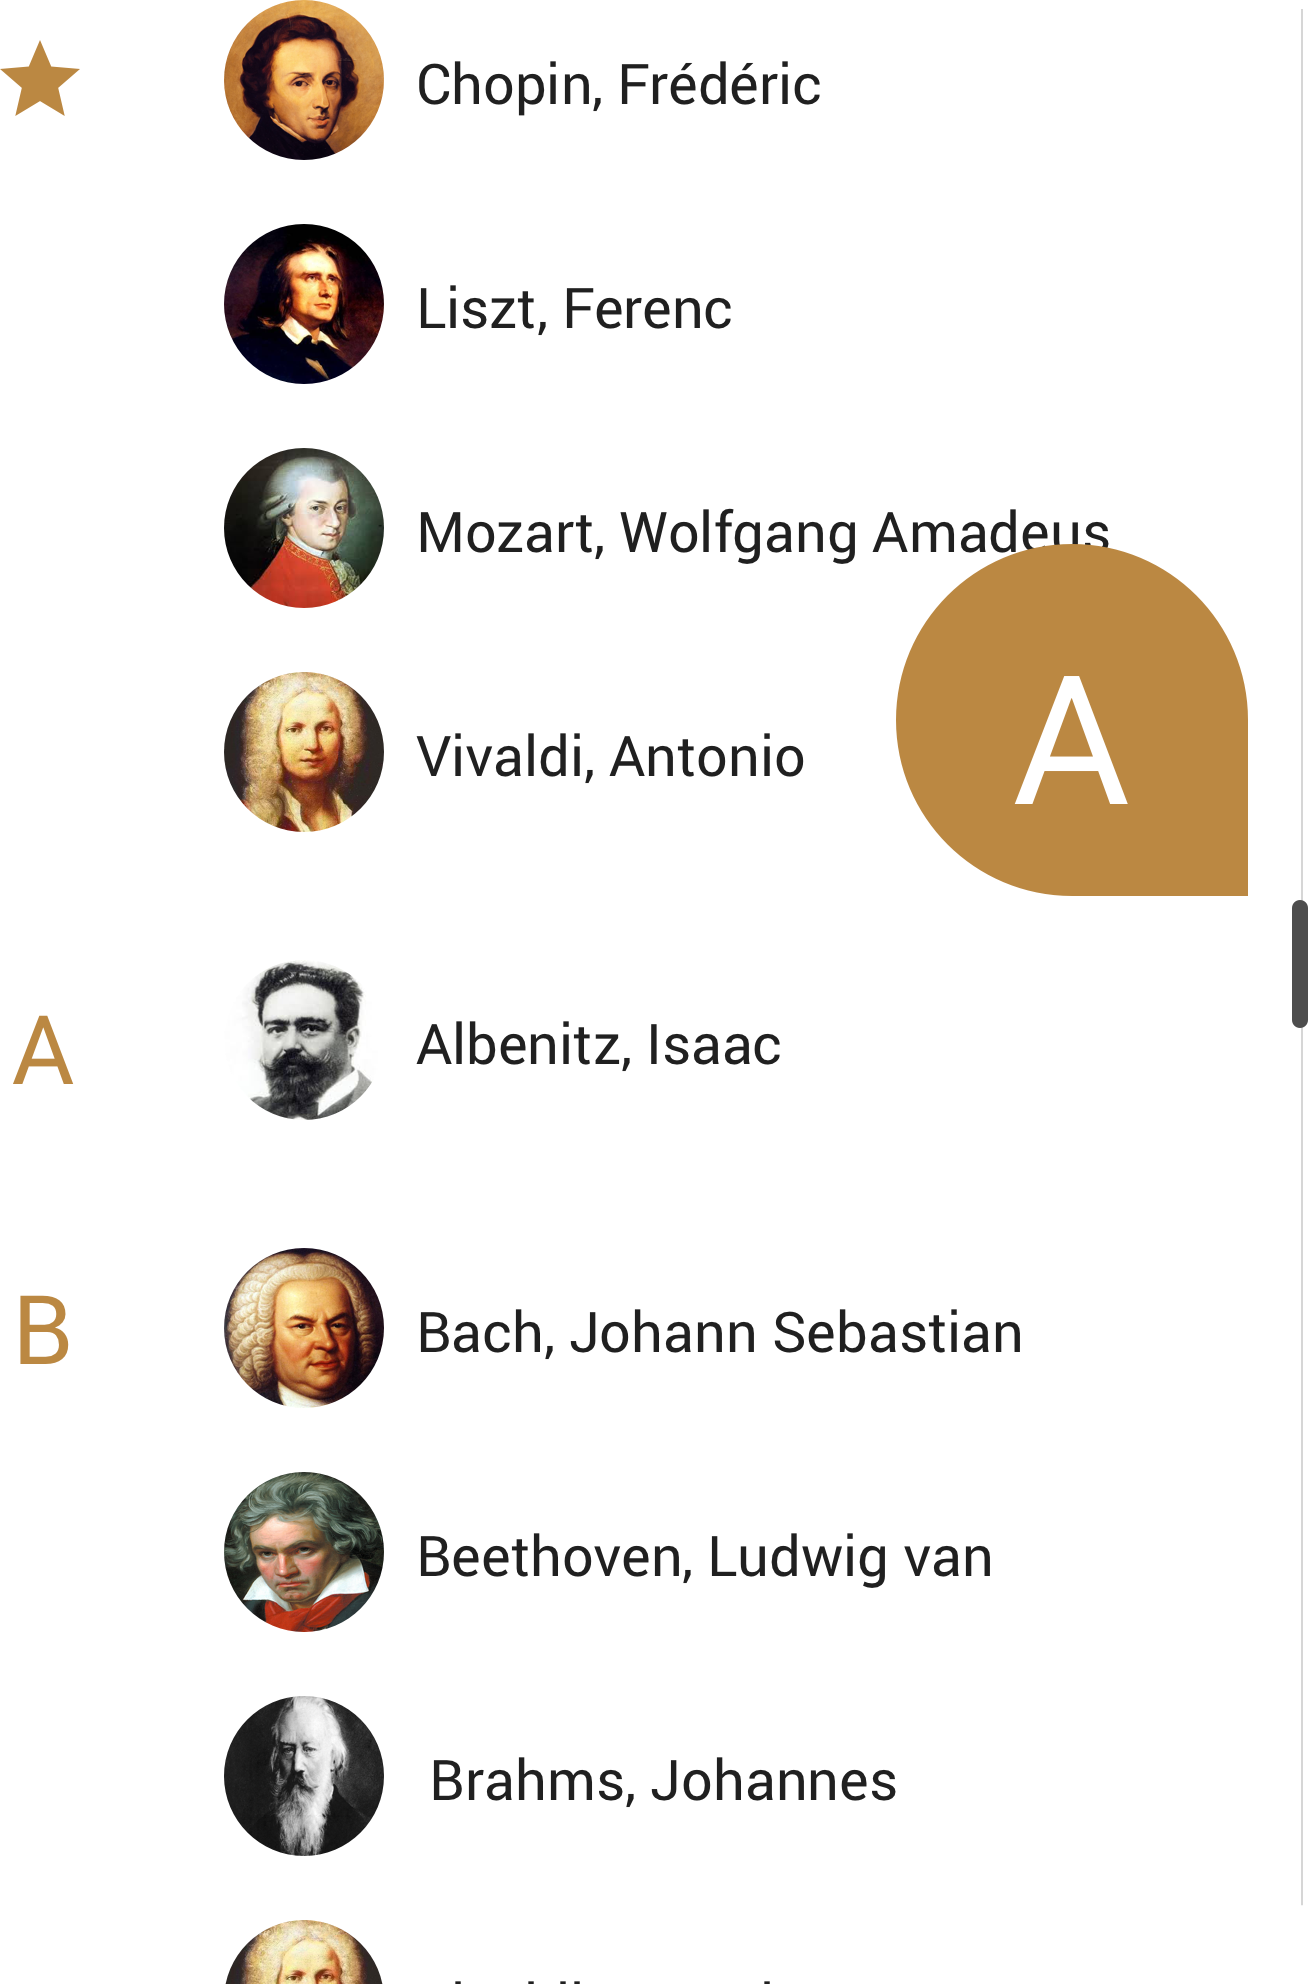 Chopin, Frédéric
Liszt, Ferenc
Mozart, Wolfgang Amadeus
Vivaldi, Antonio
A
A
Albenitz, Isaac
B
Bach, Johann Sebastian
Beethoven, Ludwig van
Brahms, Johannes